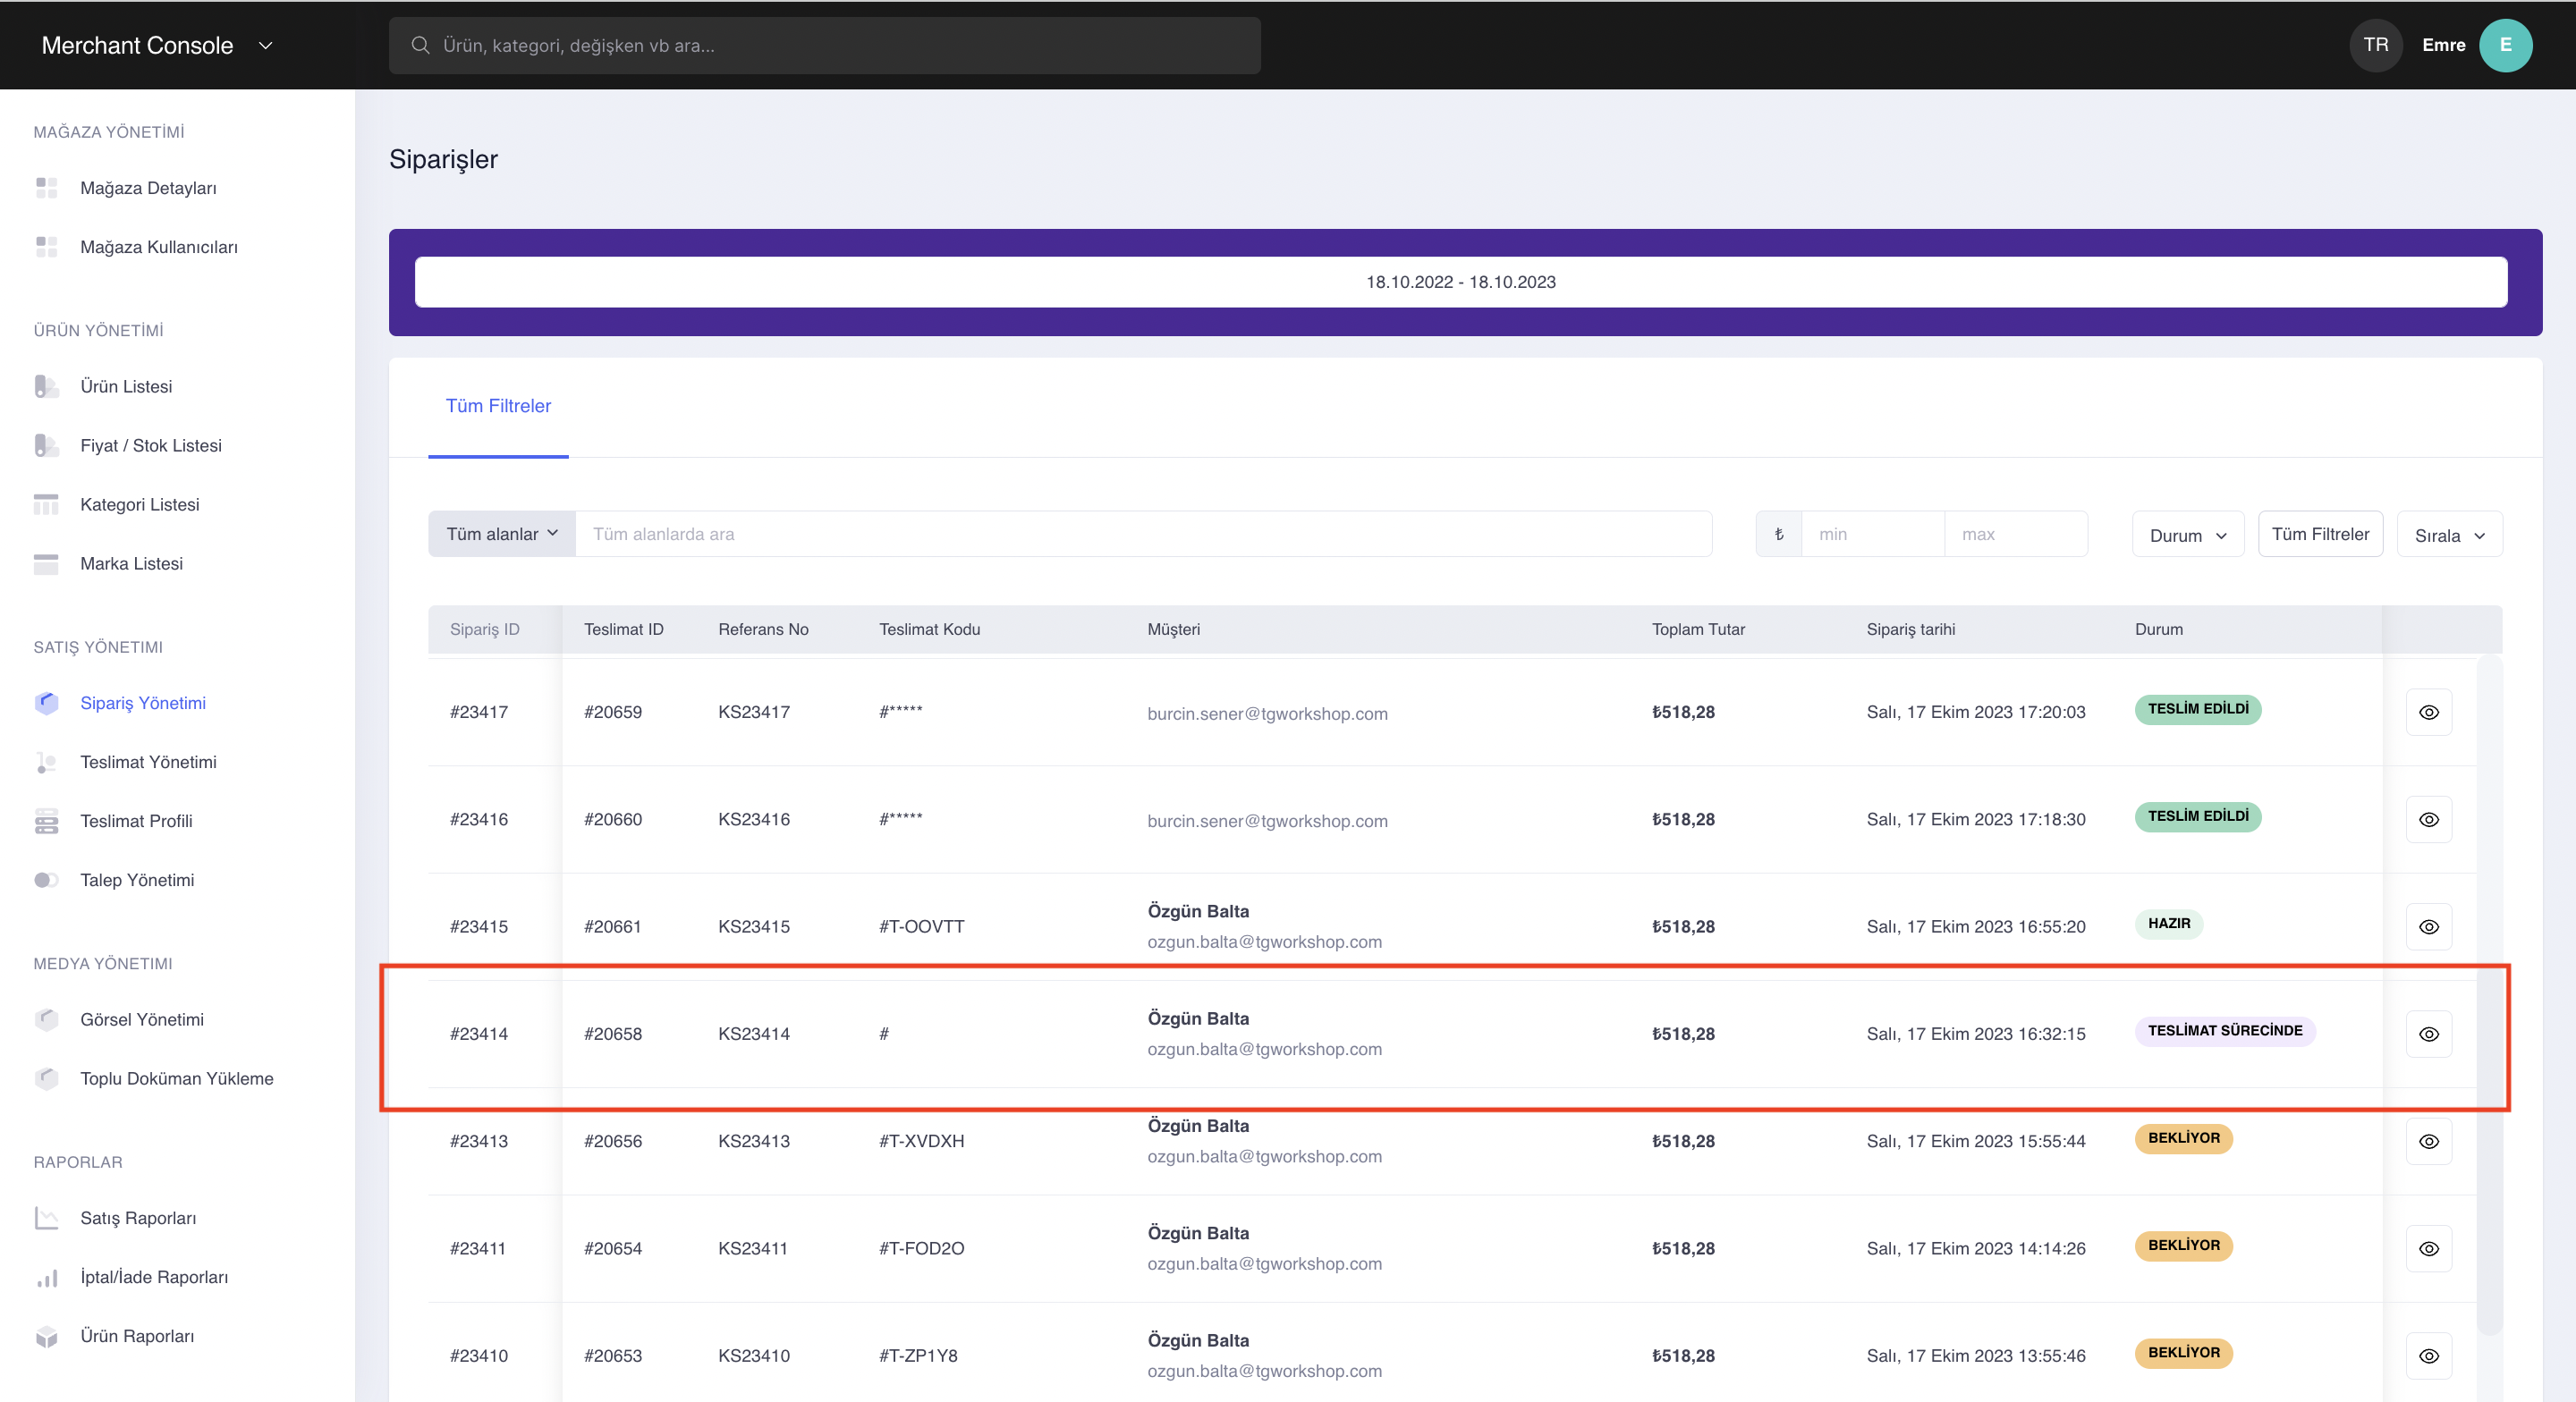 Merchant Console
Ürün, kategori, değişken vb ara...
TR Emre E
MAĞAZA YÖNETİMİ
Mağaza Detayları
Mağaza Kullanıcıları
ÜRÜN YÖNETİMİ
Ürün Listesi
Fiyat / Stok Listesi
Kategori Listesi
Marka Listesi
SATIŞ YÖNETIMI
Sipariş Yönetimi
Teslimat Yönetimi
Teslimat Profili
Talep Yönetimi
MEDYA YÖNETIMI
Görsel Yönetimi
Toplu Doküman Yükleme
RAPORLAR
Satış Raporları
İptal/İade Raporları
Ürün Raporları
Siparişler
18.10.2022 - 18.10.2023
Tüm Filtreler
Tüm alanlar Tüm alanlarda ara ₺ min max Durum Tüm Filtreler Sırala
Sipariş ID Teslimat ID Referans No Teslimat Kodu Müşteri Toplam Tutar Sipariş tarihi Durum
#23417 #20659 KS23417 #***** burcin.sener@tgworkshop.com ₺518,28 Salı, 17 Ekim 2023 17:20:03 TESLİM EDİLDİ
#23416 #20660 KS23416 #***** burcin.sener@tgworkshop.com ₺518,28 Salı, 17 Ekim 2023 17:18:30 TESLİM EDİLDİ
Özgün Balta
#23415 #20661 KS23415 #T-OOVTT ozgun.balta@tgworkshop.com ₺518,28 Salı, 17 Ekim 2023 16:55:20 HAZIR
Özgün Balta
#23414 #20658 KS23414 # ozgun.balta@tgworkshop.com ₺518,28 Salı, 17 Ekim 2023 16:32:15 TESLİMAT SÜRECİNDE
Özgün Balta
#23413 #20656 KS23413 #T-XVDXH ozgun.balta@tgworkshop.com ₺518,28 Salı, 17 Ekim 2023 15:55:44 BEKLİYOR
Özgün Balta
#23411 #20654 KS23411 #T-FOD2O ozgun.balta@tgworkshop.com ₺518,28 Salı, 17 Ekim 2023 14:14:26 BEKLİYOR
Özgün Balta
#23410 #20653 KS23410 #T-ZP1Y8 ozgun.balta@tgworkshop.com ₺518,28 Salı, 17 Ekim 2023 13:55:46 BEKLİYOR